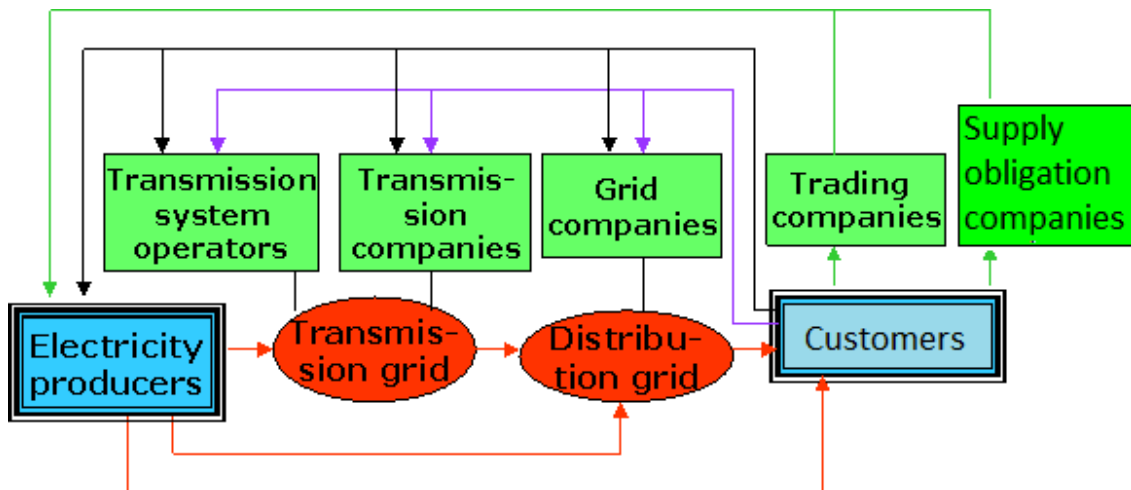 Transmission
system
operators
Transmis-
sion
companies
Grid
companies
Trading
companies
Supply
obligation
companies
Electricity
producers
Transmis-
sion grid
Distribu-
tion grid
Customers